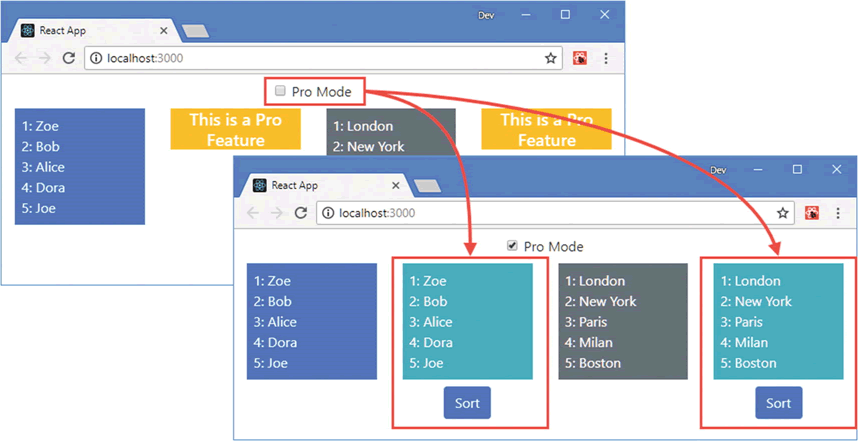 Dev
React App
localhost:3000
Pro Mode
1: Zoe
2: Bob
3: Alice
4: Dora
5: Joe
This is a Pro
Feature
1: London
2: New York
This is a Pro
Feature
Dev
React App
localhost:3000
Pro Mode
1: Zoe
2: Bob
3: Alice
4: Dora
5: Joe
1: Zoe
2: Bob
3: Alice
4: Dora
5: Joe
Sort
1: London
2: New York
3: Paris
4: Milan
5: Boston
1: London
2: New York
3: Paris
4: Milan
5: Boston
Sort